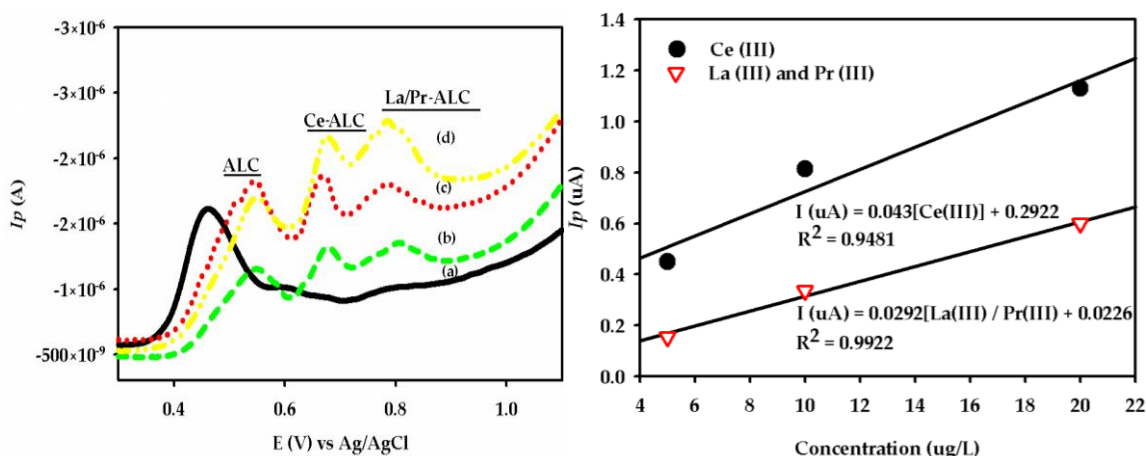 -3×10-6
-3×10-6
-2×10-6
-2×10-6
-1×10-6
-500×10-9
Ip (A)
ALC
Ce-ALC
La/Pr-ALC
(d)
(c)
(b)
(a)
0.4 0.6 0.8 1.0
E (V) vs Ag/AgCl
1.4
1.2
1.0
0.8
0.6
0.4
0.2
0.0
Ip (uA)
Ce (III)
La (III) and Pr (III)
I (uA) = 0.043[Ce(III)] + 0.2922
R2 = 0.9481
I (uA) = 0.0292[La(III) / Pr(III) + 0.0226
R2 = 0.9922
4 6 8 10 12 14 16 18 20 22
Concentration (ug/L)